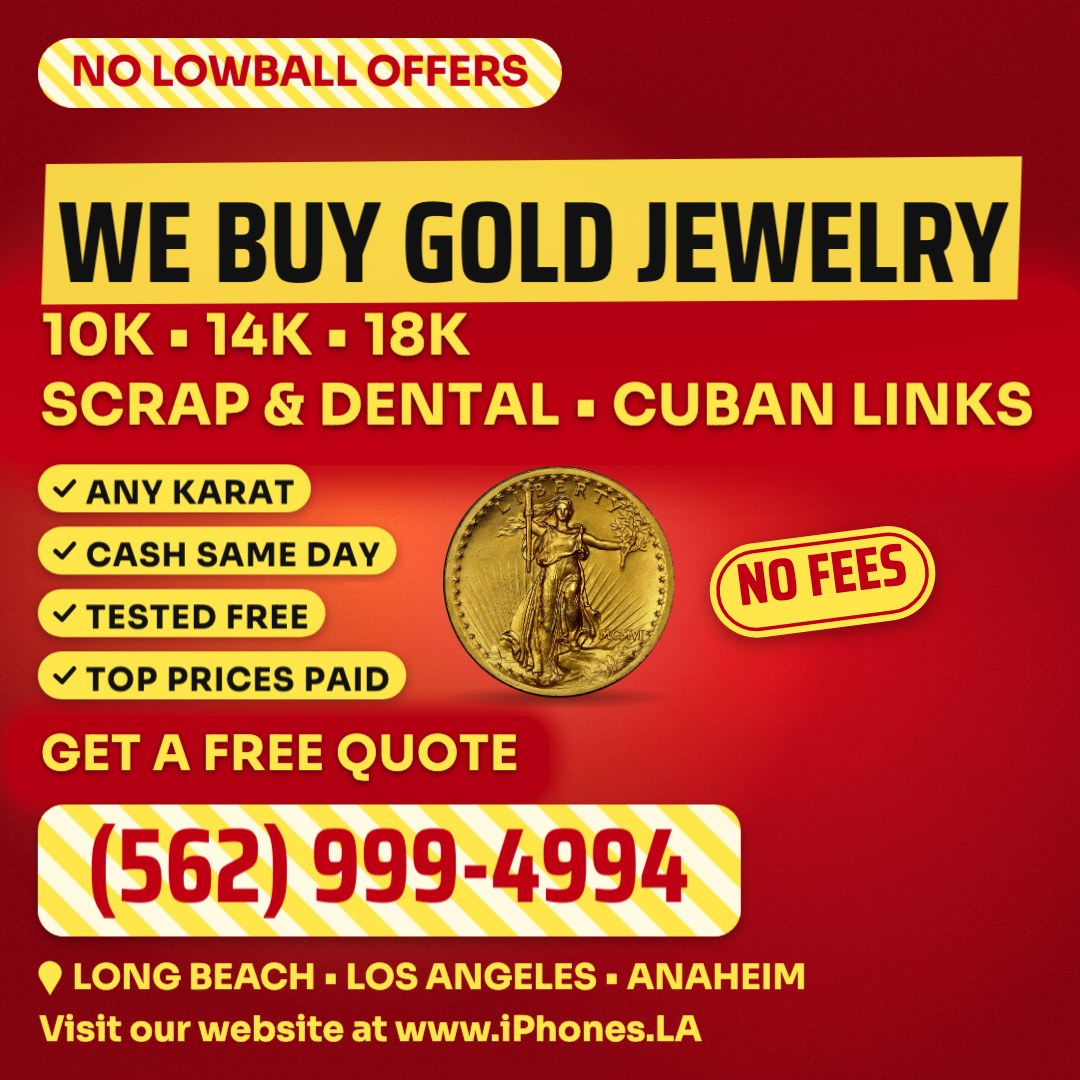 NO LOWBALL OFFERS
WE BUY GOLD JEWELRY
10K ▪ 14K ▪ 18K
SCRAP & DENTAL ▪ CUBAN LINKS
✓ ANY KARAT
✓ CASH SAME DAY
✓ TESTED FREE
✓ TOP PRICES PAID
LIBERTY
MCMVII
NO FEES
GET A FREE QUOTE
(562) 999-4994
LONG BEACH ▪ LOS ANGELES ▪ ANAHEIM
Visit our website at www.iPhones.LA